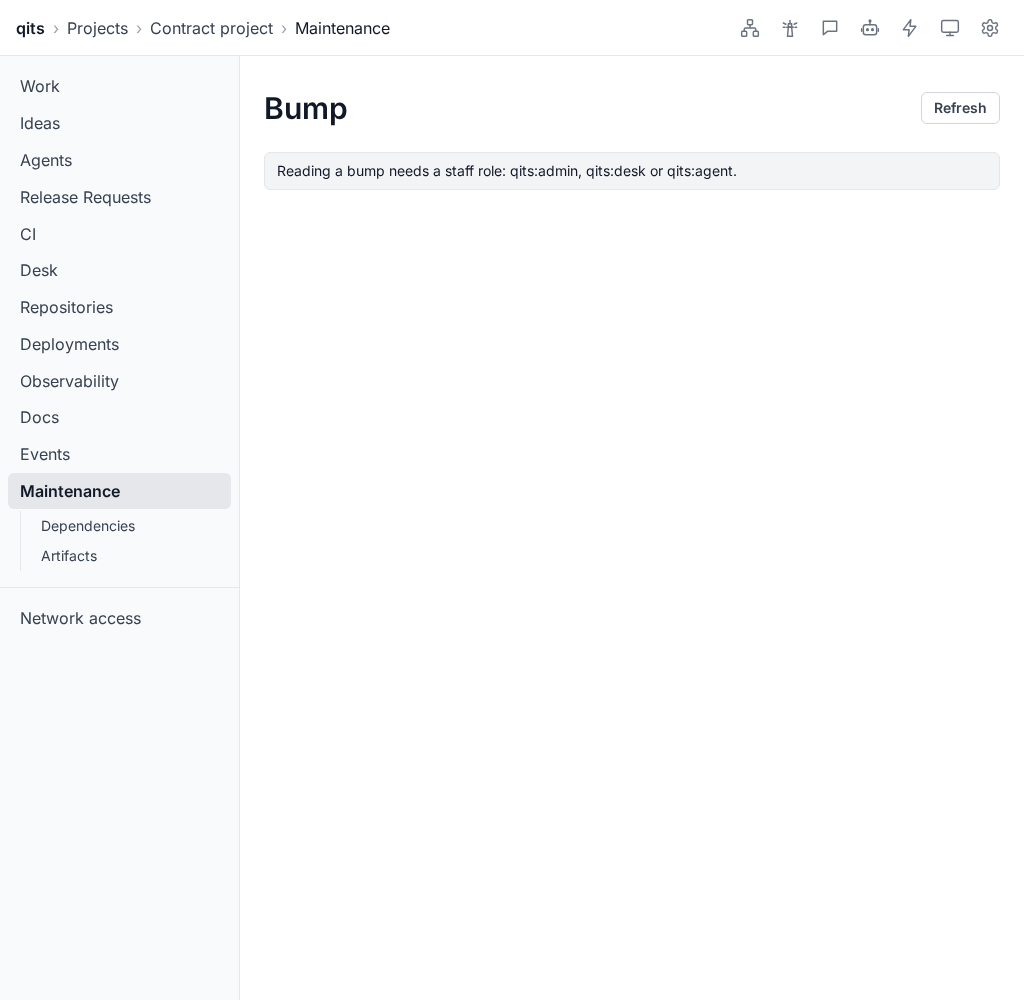 qits › Projects › Contract project › Maintenance
Work
Ideas
Agents
Release Requests
CI
Desk
Repositories
Deployments
Observability
Docs
Events
Maintenance
Dependencies
Artifacts
Network access
Bump
Refresh
Reading a bump needs a staff role: qits:admin, qits:desk or qits:agent.